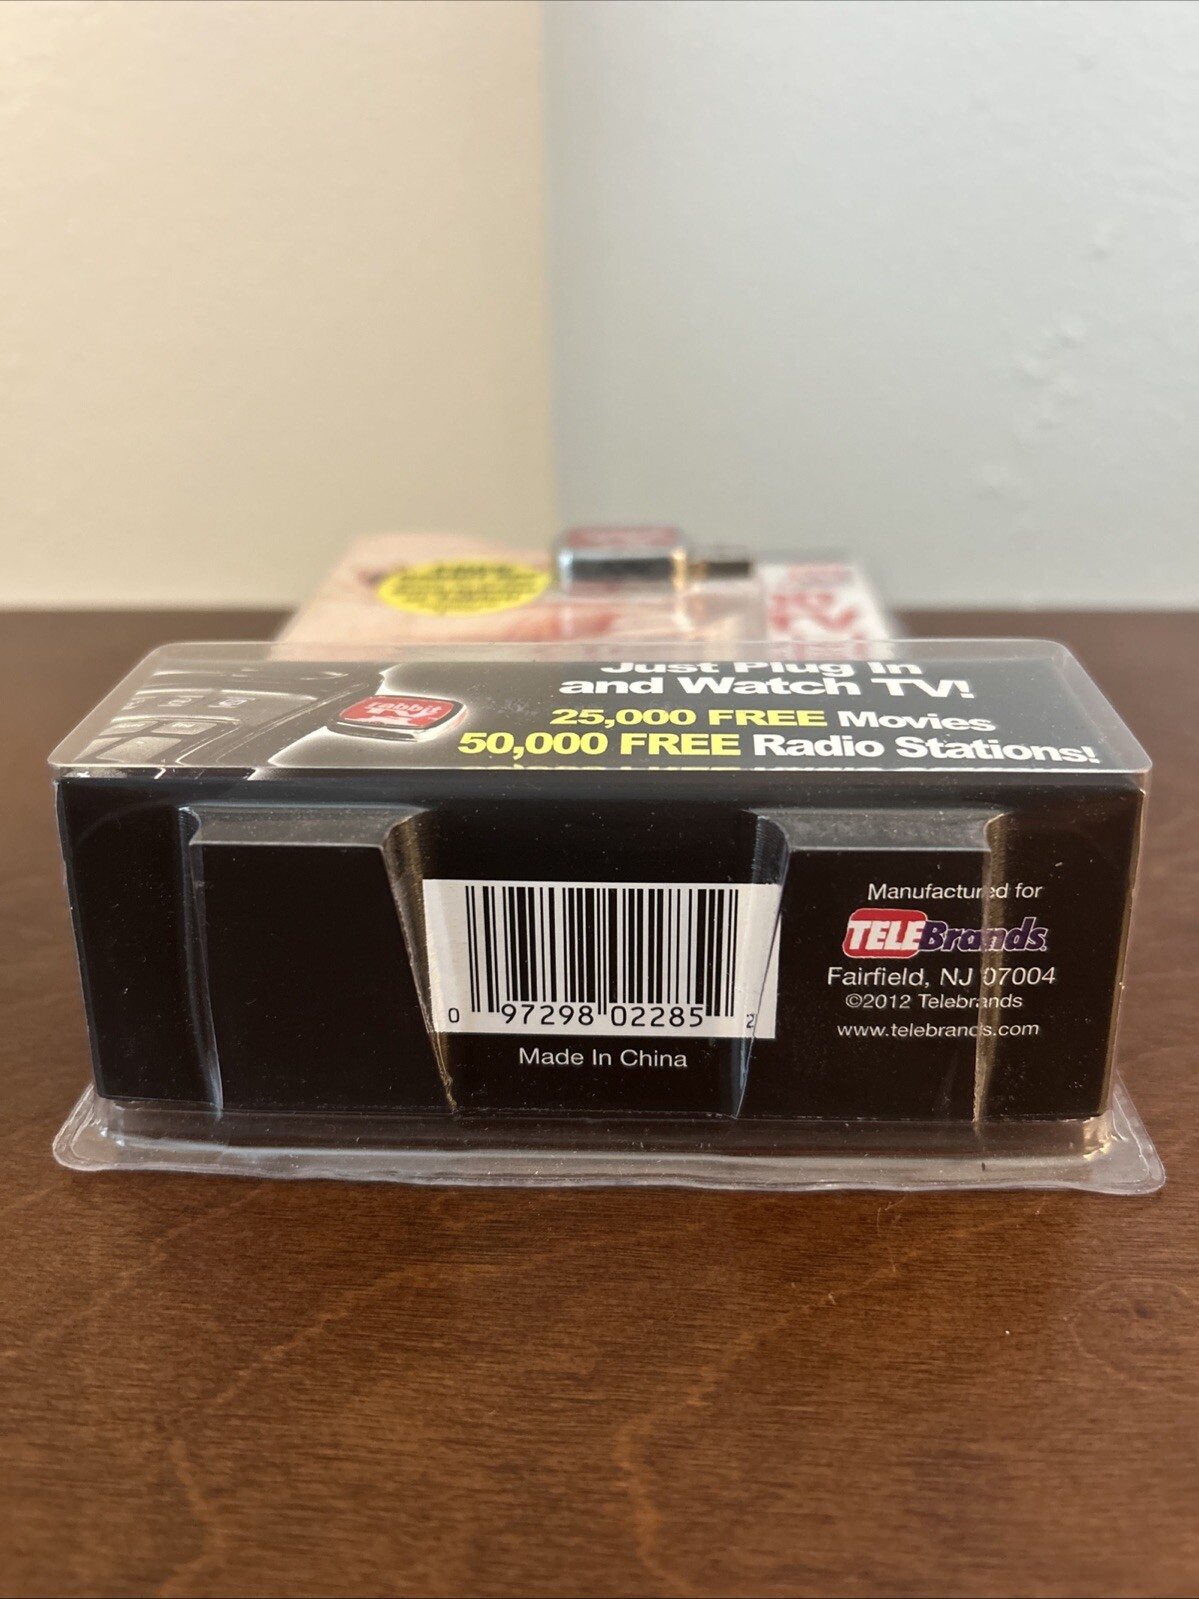 rabbit
Just Plug In
and Watch TV!
25,000 FREE Movies
50,000 FREE Radio Stations!
0 97298 02285 2
Made In China
Manufactured for
TELEBrands
Fairfield, NJ 07004
©2012 Telebrands
www.telebrands.com